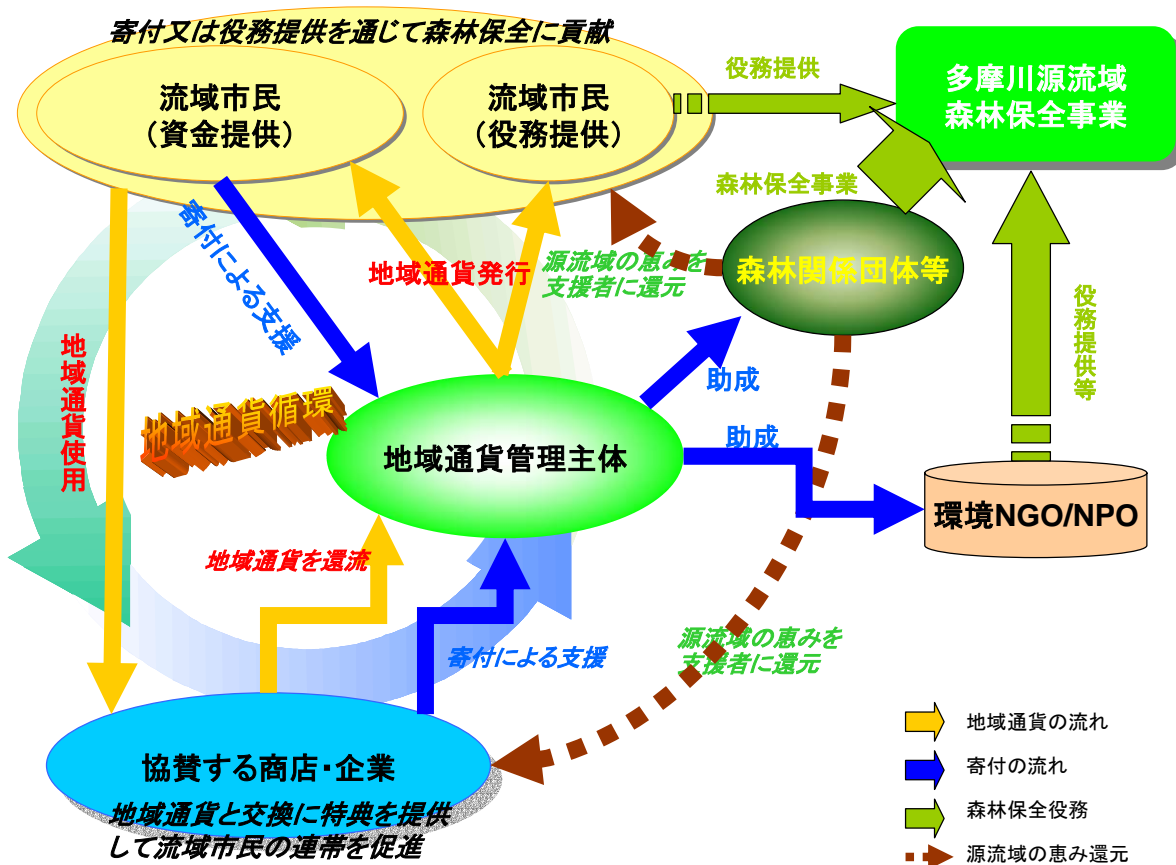 寄付又は役務提供を通じて森林保全に貢献
流域市民
（資金提供）
流域市民
（役務提供）
役務提供
多摩川源流域
森林保全事業
森林保全事業
寄付による支援
地域通貨発行
源流域の恵みを
支援者に還元
森林関係団体等
地域通貨使用
役務提供等
助成
地域通貨循環
助成
地域通貨管理主体
環境NGO/NPO
地域通貨を還流
寄付による支援
源流域の恵みを
支援者に還元
協賛する商店・企業
地域通貨と交換に特典を提供
して流域市民の連帯を促進
地域通貨の流れ
寄付の流れ
森林保全役務
源流域の恵み還元